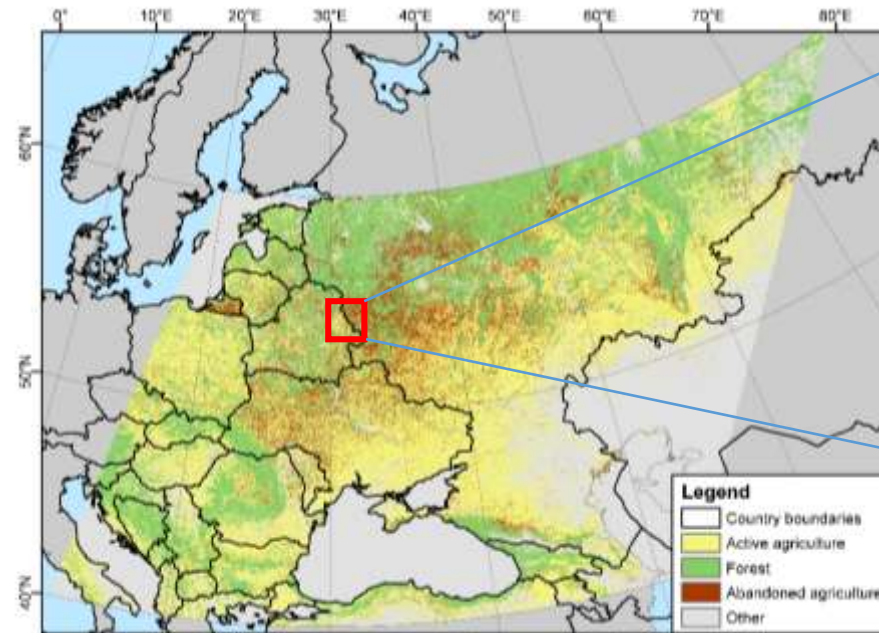 0° 10°E 20°E 30°E 40°E 50°E 60°E 70°E 80°E
60°N
50°N
40°N
Legend
Country boundaries
Active agriculture
Forest
Abandoned agriculture
Other